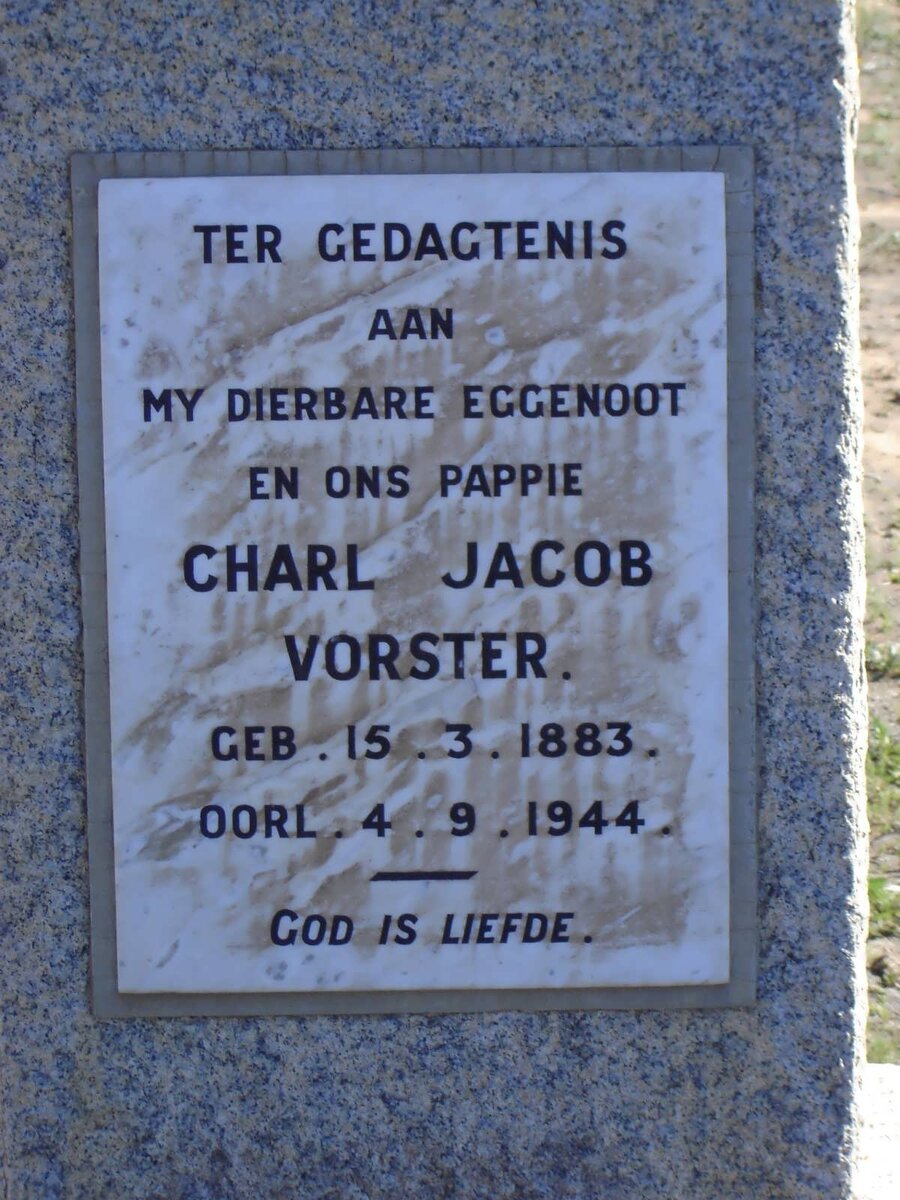 TER GEDAGTENIS
AAN
MY DIERBARE EGGENOOT
EN ONS PAPPIE
CHARL JACOB
VORSTER.
GEB. 15.3.1883.
OORL. 4.9.1944.
GOD IS LIEFDE.